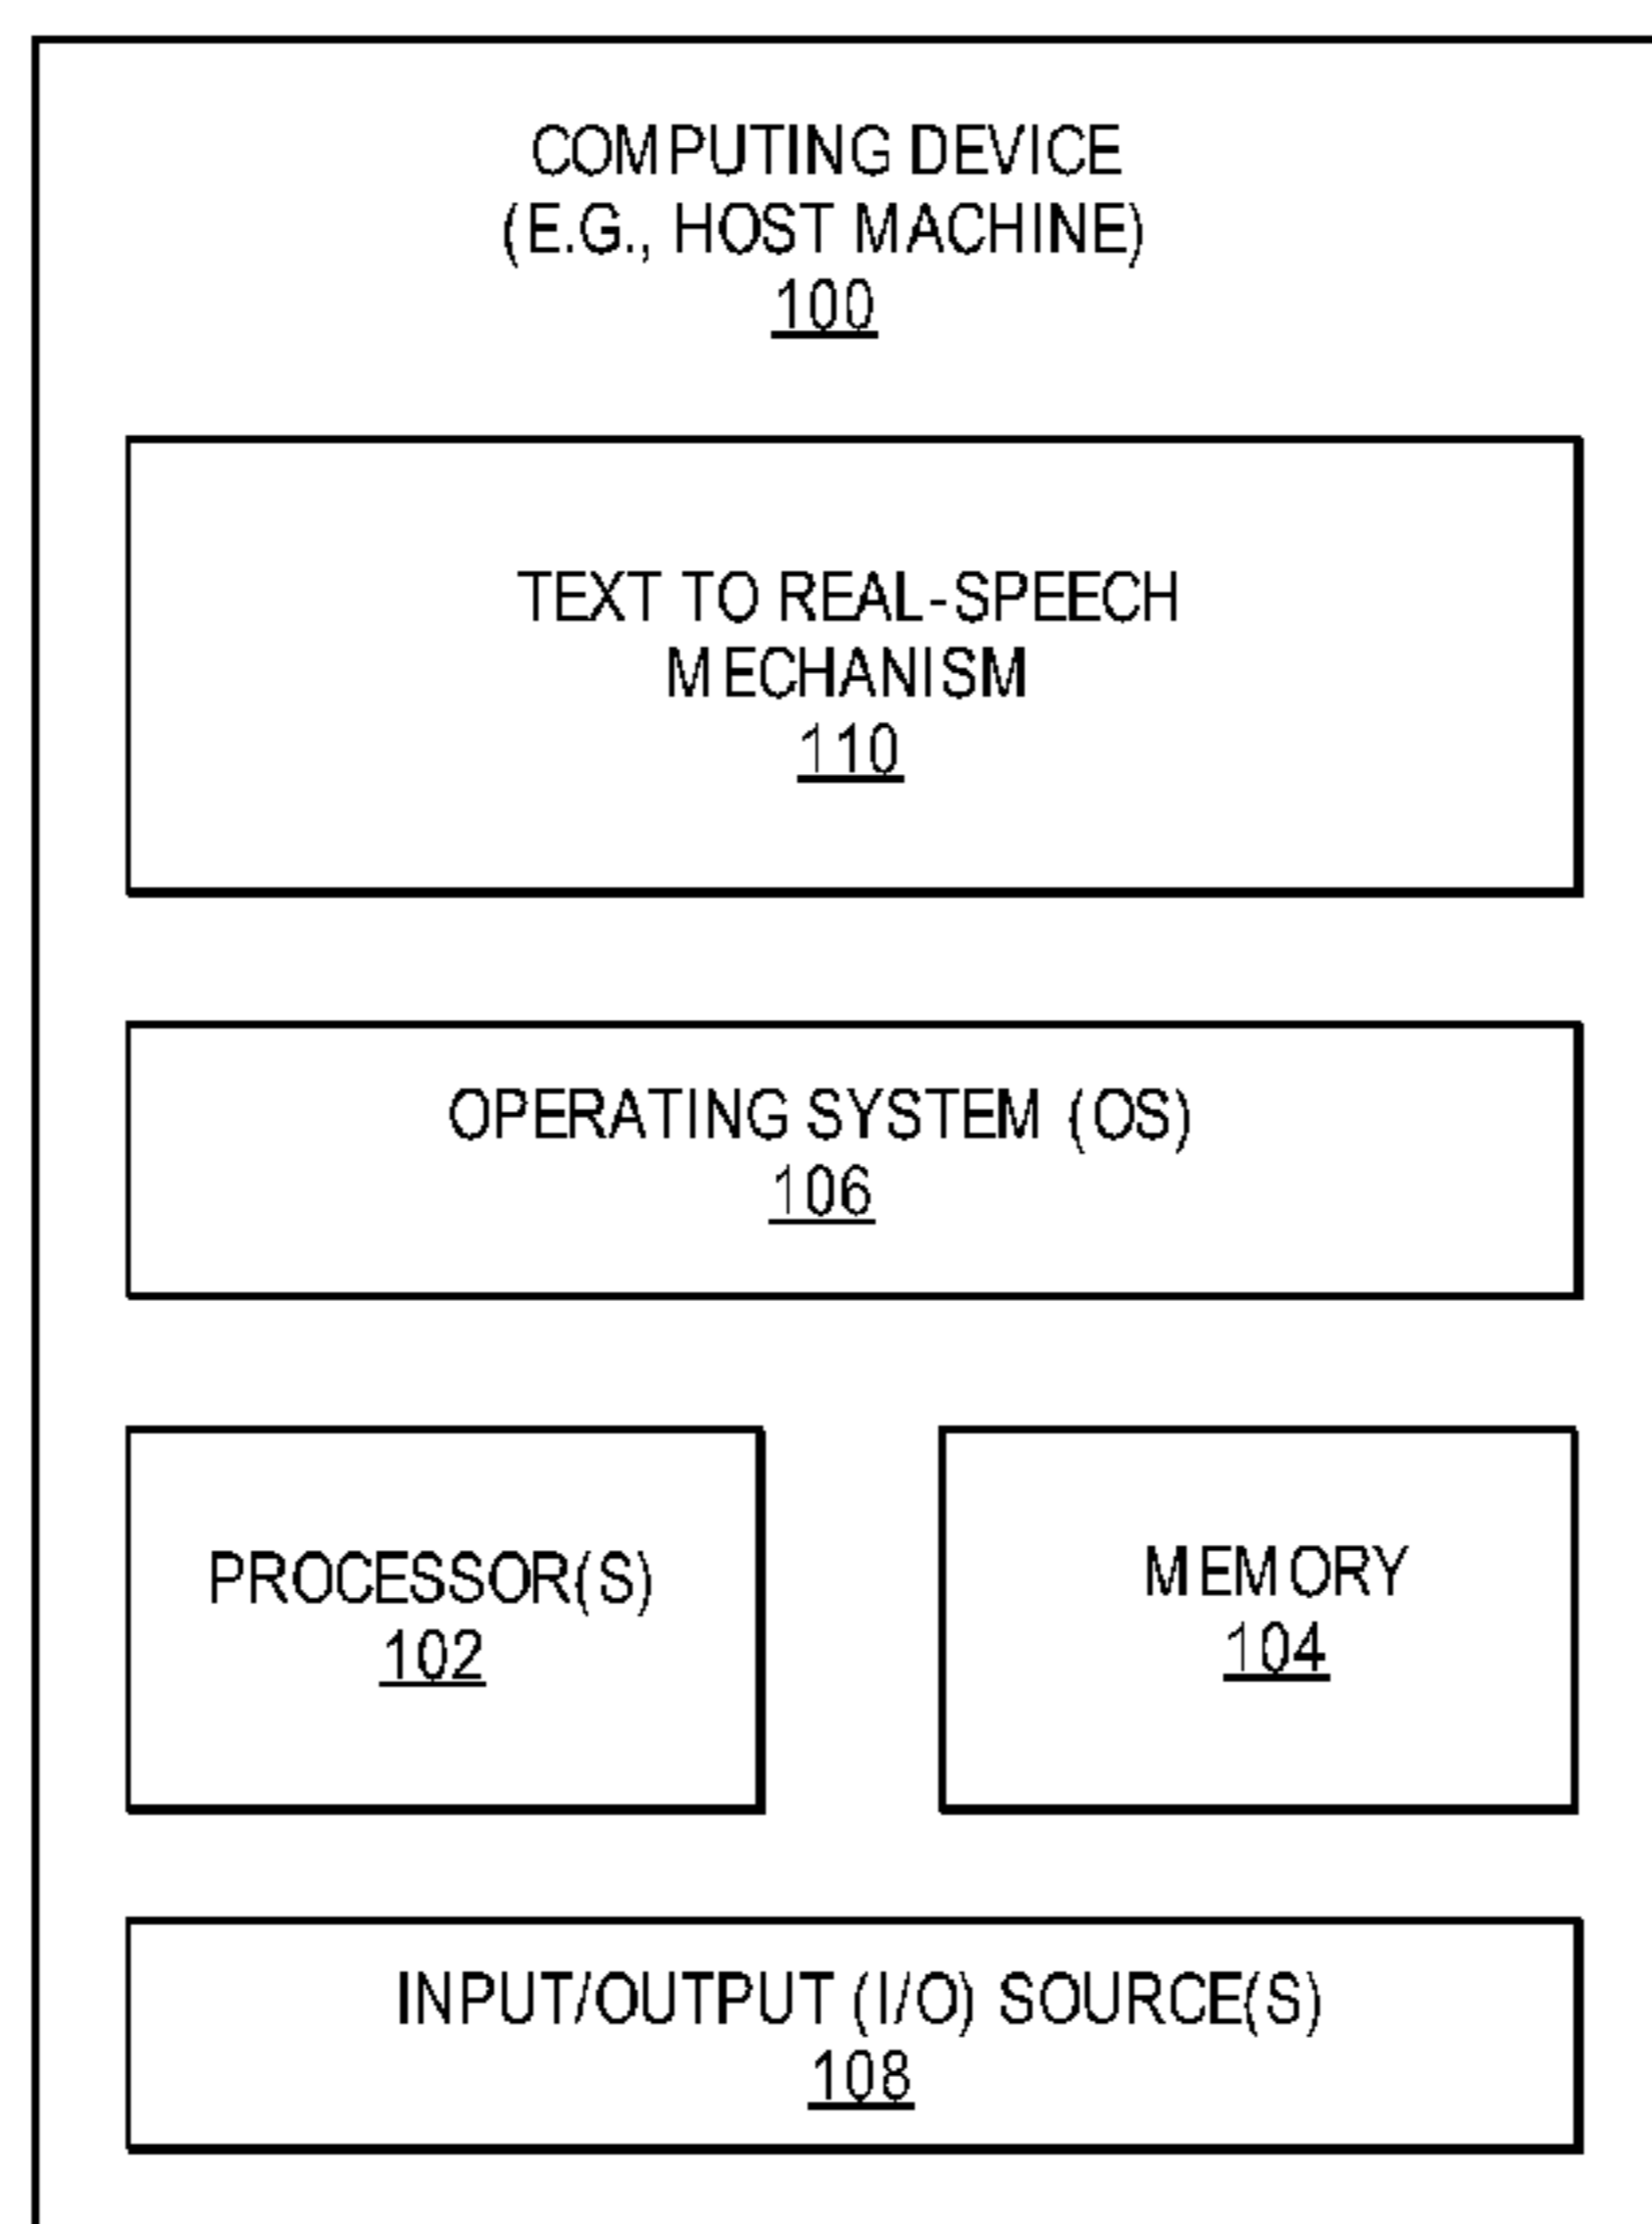 COMPUTING DEVICE
(E.G., HOST MACHINE)
100
TEXT TO REAL-SPEECH
MECHANISM
110
OPERATING SYSTEM (OS)
106
PROCESSOR(S)
102
MEMORY
104
INPUT/OUTPUT (I/O) SOURCE(S)
108